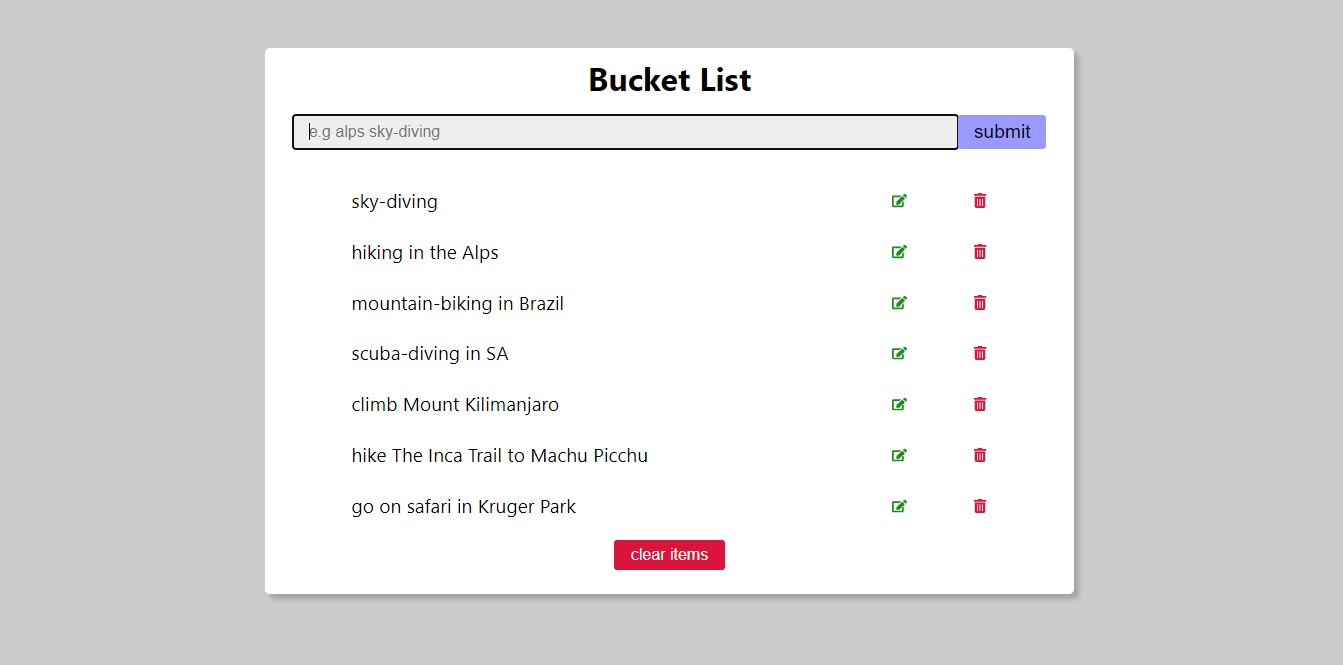 Bucket List
e.g alps sky-diving
submit
sky-diving
hiking in the Alps
mountain-biking in Brazil
scuba-diving in SA
climb Mount Kilimanjaro
hike The Inca Trail to Machu Picchu
go on safari in Kruger Park
clear items